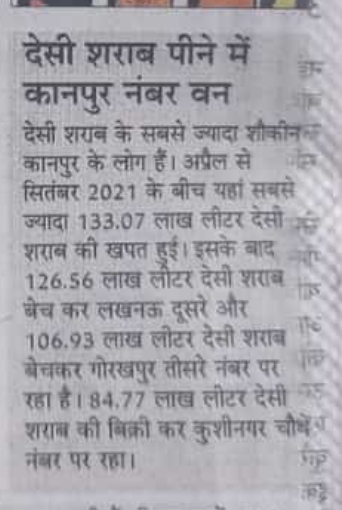 देसी शराब पीने में
कानपुर नंबर वन
देसी शराब के सबसे ज्यादा शौकीन
कानपुर के लोग हैं। अप्रैल से
सितंबर 2021 के बीच यहां सबसे
ज्यादा 133.07 लाख लीटर देसी
शराब की खपत हुई। इसके बाद
126.56 लाख लीटर देसी शराब
बेच कर लखनऊ दूसरे और
106.93 लाख लीटर देसी शराब
बेचकर गोरखपुर तीसरे नंबर पर
रहा है। 84.77 लाख लीटर देसी
शराब की बिक्री कर कुशीनगर चौथे
नंबर पर रहा।